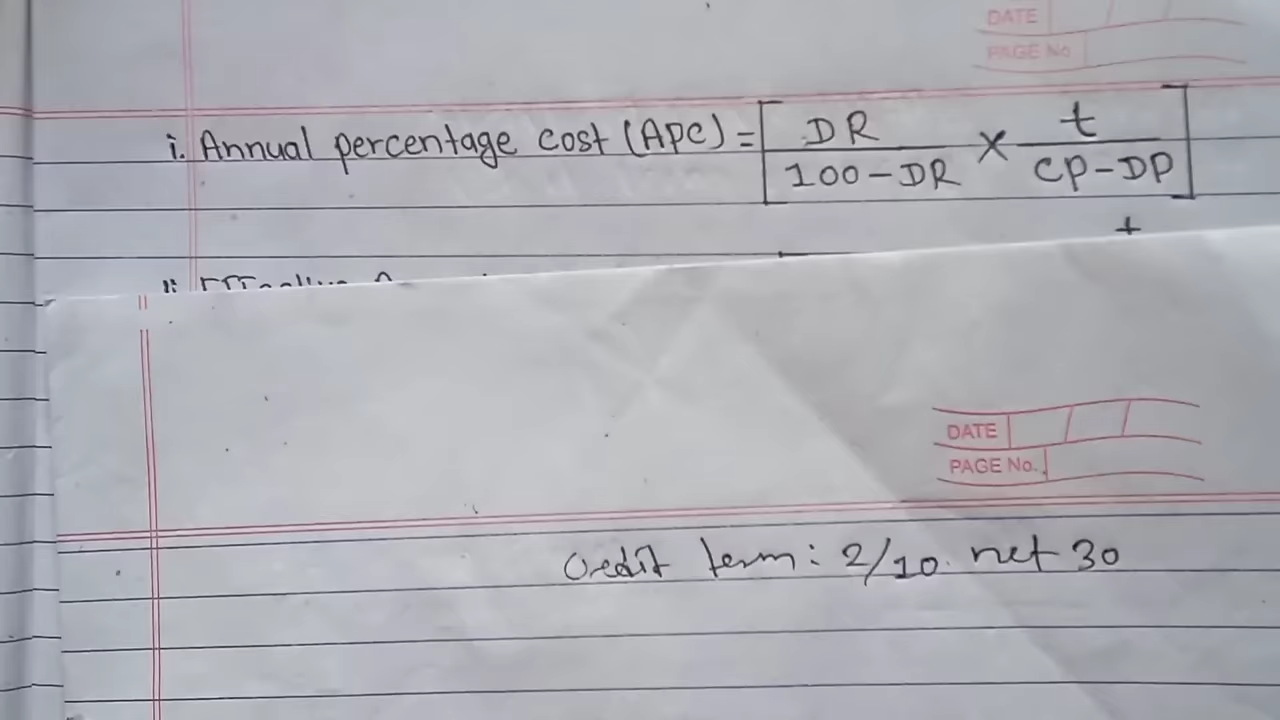 DATE
PAGE No
i. Annual percentage cost (APC) = [DR / 100 - DR × t / CP - DP]
t
ii
DATE
PAGE No.
Credit term: 2/10. net 30